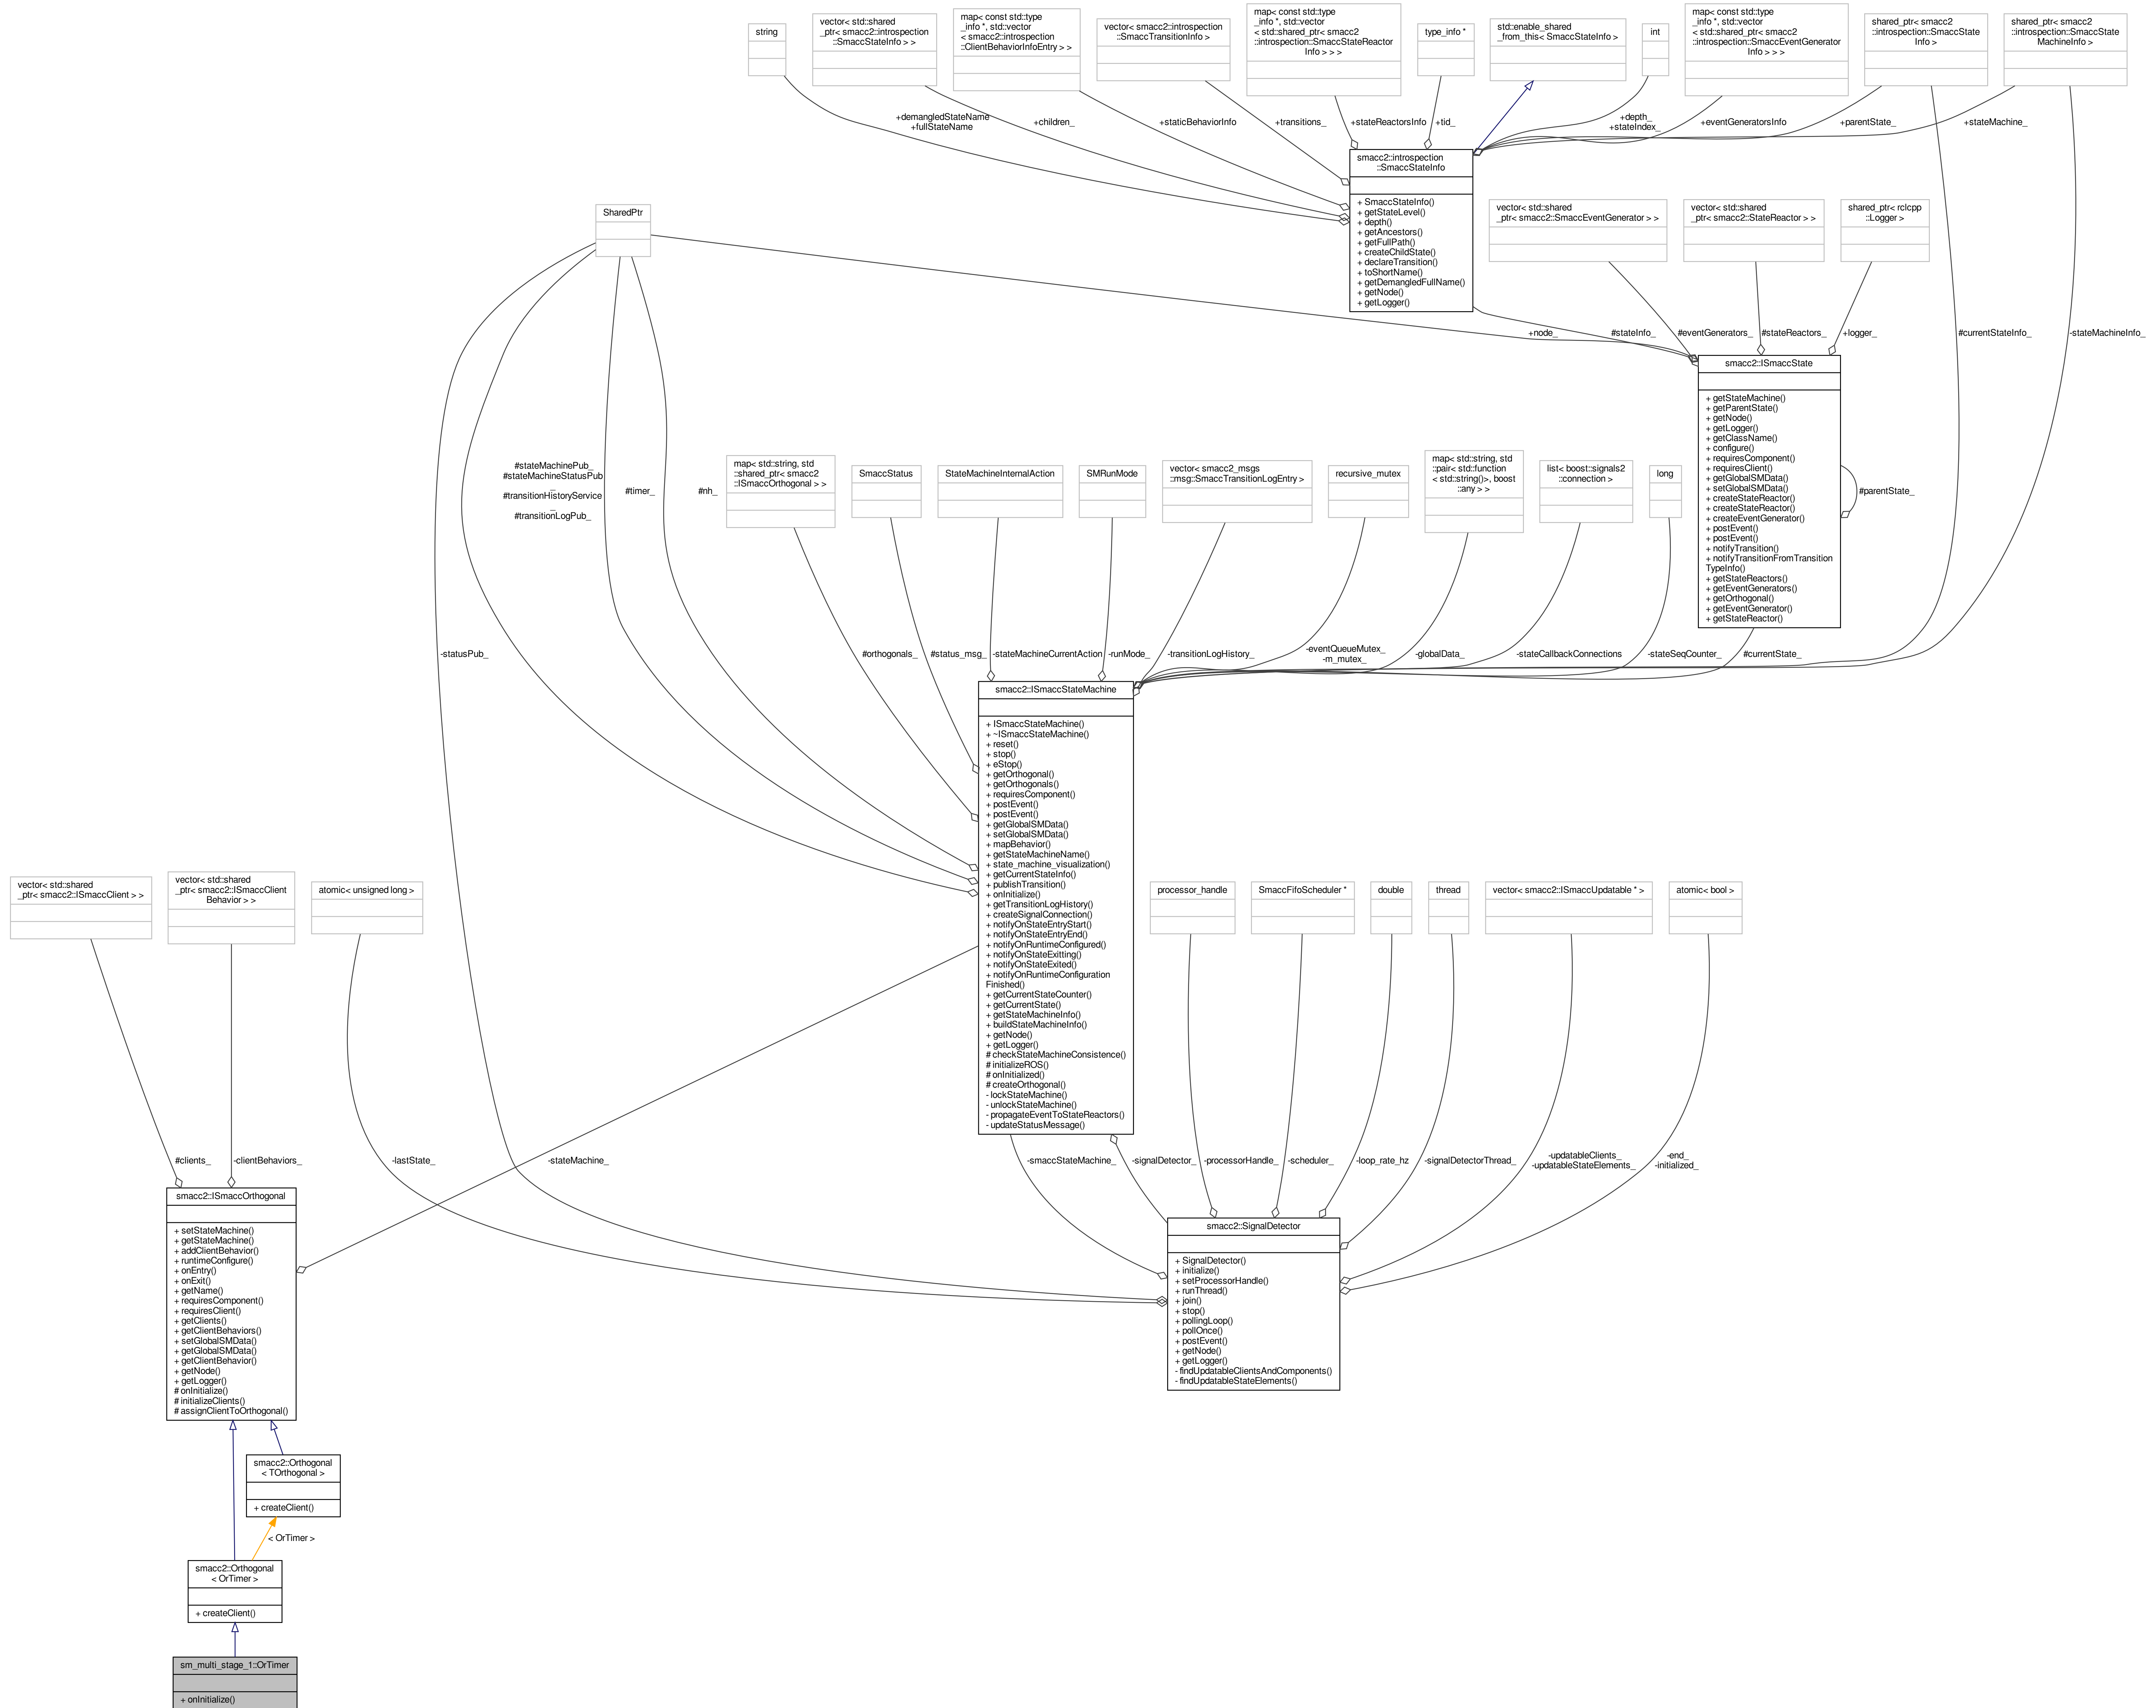 string
vector< std::shared
_ptr< smacc2::introspection
::SmaccStateInfo > >
map< const std::type
_info *, std::vector
< smacc2::introspection
::ClientBehaviorInfoEntry > >
vector< smacc2::introspection
::SmaccTransitionInfo >
map< const std::type
_info *, std::vector
< std::shared_ptr< smacc2
::introspection::SmaccStateReactor
Info > > >
type_info *
std::enable_shared
_from_this< SmaccStateInfo >
int
map< const std::type
_info *, std::vector
< std::shared_ptr< smacc2
::introspection::SmaccEventGenerator
Info > > >
shared_ptr< smacc2
::introspection::SmaccState
Info >
shared_ptr< smacc2
::introspection::SmaccState
MachineInfo >
+demangledStateName
+fullStateName
+children_
+staticBehaviorInfo
+transitions_
+stateReactorsInfo
+tid_
+depth_
+stateIndex_
+eventGeneratorsInfo
+parentState_
+stateMachine_
smacc2::introspection
::SmaccStateInfo
+ SmaccStateInfo()
+ getStateLevel()
+ depth()
+ getAncestors()
+ getFullPath()
+ createChildState()
+ declareTransition()
+ toShortName()
+ getDemangledFullName()
+ getNode()
+ getLogger()
SharedPtr
vector< std::shared
_ptr< smacc2::SmaccEventGenerator > >
vector< std::shared
_ptr< smacc2::StateReactor > >
shared_ptr< rclcpp
::Logger >
+node_
#stateInfo_
#eventGenerators_
#stateReactors_
+logger_
#currentStateInfo_
-stateMachineInfo_
smacc2::ISmaccState
+ getStateMachine()
+ getParentState()
+ getNode()
+ getLogger()
+ getClassName()
+ configure()
+ requiresComponent()
+ requiresClient()
+ getGlobalSMData()
+ setGlobalSMData()
+ createStateReactor()
+ createStateReactor()
+ createEventGenerator()
+ postEvent()
+ postEvent()
+ notifyTransition()
+ notifyTransitionFromTransition
TypeInfo()
+ getStateReactors()
+ getEventGenerators()
+ getOrthogonal()
+ getEventGenerator()
+ getStateReactor()
#parentState_
#stateMachinePub_
#stateMachineStatusPub
_
#transitionHistoryService
_
#transitionLogPub_
#timer_
#nh_
map< std::string, std
::shared_ptr< smacc2
::ISmaccOrthogonal > >
SmaccStatus
StateMachineInternalAction
SMRunMode
vector< smacc2_msgs
::msg::SmaccTransitionLogEntry >
recursive_mutex
map< std::string, std
::pair< std::function
< std::string()>, boost
::any > >
list< boost::signals2
::connection >
long
-statusPub_
#orthogonals_
#status_msg_
-stateMachineCurrentAction
-runMode_
-transitionLogHistory_
-eventQueueMutex_
-m_mutex_
-globalData_
-stateCallbackConnections
-stateSeqCounter_
#currentState_
smacc2::ISmaccStateMachine
+ ISmaccStateMachine()
+ ~ISmaccStateMachine()
+ reset()
+ stop()
+ eStop()
+ getOrthogonal()
+ getOrthogonals()
+ requiresComponent()
+ postEvent()
+ postEvent()
+ getGlobalSMData()
+ setGlobalSMData()
+ mapBehavior()
+ getStateMachineName()
+ state_machine_visualization()
+ getCurrentStateInfo()
+ publishTransition()
+ onInitialize()
+ getTransitionLogHistory()
+ createSignalConnection()
+ notifyOnStateEntryStart()
+ notifyOnStateEntryEnd()
+ notifyOnRuntimeConfigured()
+ notifyOnStateExitting()
+ notifyOnStateExited()
+ notifyOnRuntimeConfiguration
Finished()
+ getCurrentStateCounter()
+ getCurrentState()
+ getStateMachineInfo()
+ buildStateMachineInfo()
+ getNode()
+ getLogger()
# checkStateMachineConsistence()
# initializeROS()
# onInitialized()
# createOrthogonal()
- lockStateMachine()
- unlockStateMachine()
- propagateEventToStateReactors()
- updateStatusMessage()
vector< std::shared
_ptr< smacc2::ISmaccClient > >
vector< std::shared
_ptr< smacc2::ISmaccClient
Behavior > >
atomic< unsigned long >
processor_handle
SmaccFifoScheduler *
double
thread
vector< smacc2::ISmaccUpdatable * >
atomic< bool >
#clients_
-clientBehaviors_
-lastState_
-stateMachine_
-smaccStateMachine_
-signalDetector_
-processorHandle_
-scheduler_
-loop_rate_hz
-signalDetectorThread_
-updatableClients_
-updatableStateElements_
-end_
-initialized_
smacc2::ISmaccOrthogonal
+ setStateMachine()
+ getStateMachine()
+ addClientBehavior()
+ runtimeConfigure()
+ onEntry()
+ onExit()
+ getName()
+ requiresComponent()
+ requiresClient()
+ getClients()
+ getClientBehaviors()
+ setGlobalSMData()
+ getGlobalSMData()
+ getClientBehavior()
+ getNode()
+ getLogger()
# onInitialize()
# initializeClients()
# assignClientToOrthogonal()
smacc2::SignalDetector
+ SignalDetector()
+ initialize()
+ setProcessorHandle()
+ runThread()
+ join()
+ stop()
+ pollingLoop()
+ pollOnce()
+ postEvent()
+ getNode()
+ getLogger()
- findUpdatableClientsAndComponents()
- findUpdatableStateElements()
smacc2::Orthogonal
< TOrthogonal >
+ createClient()
< OrTimer >
smacc2::Orthogonal
< OrTimer >
+ createClient()
sm_multi_stage_1::OrTimer
+ onInitialize()